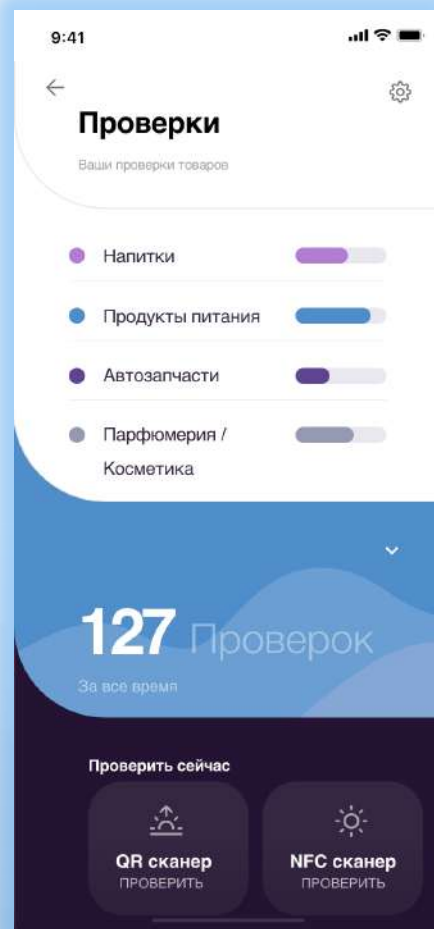 9:41
Проверки
Ваши проверки товаров
Напитки
Продукты питания
Автозапчасти
Парфюмерия /
Косметика
127 Проверок
За все время
Проверить сейчас
QR сканер
ПРОВЕРИТЬ
NFC сканер
ПРОВЕРИТЬ